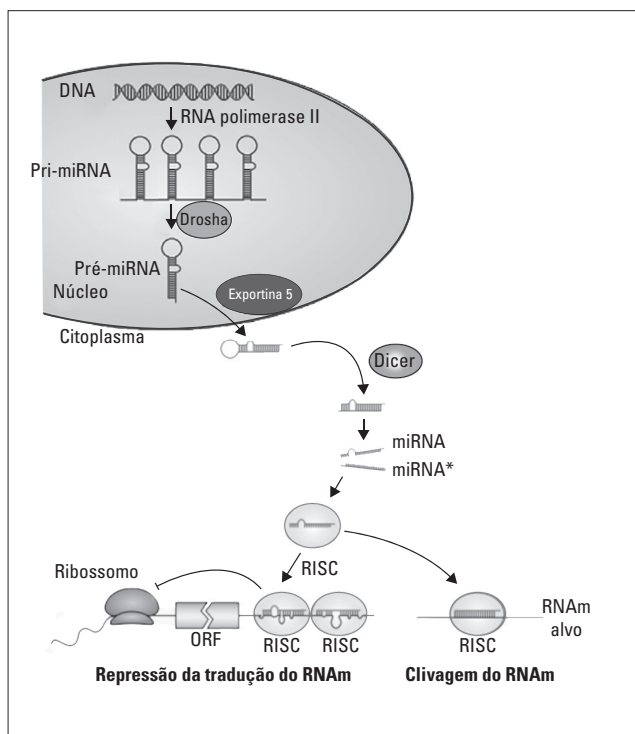 DNA
RNA polimerase II
Pri-miRNA
Drosha
Pré-miRNA
Núcleo
Exportina 5
Citoplasma
Dicer
miRNA
miRNA*
RISC
Ribossomo
ORF
RISC
RISC
RISC
RNAm
alvo
Repressão da tradução do RNAm
Clivagem do RNAm